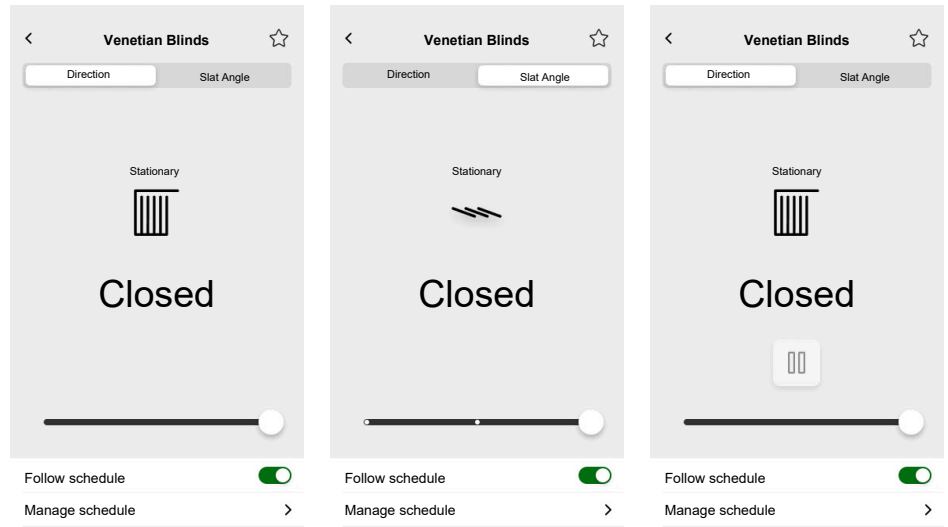 Venetian Blinds
Direction Slat Angle
Stationary
Closed
Follow schedule
Manage schedule
Venetian Blinds
Direction Slat Angle
Stationary
Closed
Follow schedule
Manage schedule
Venetian Blinds
Direction Slat Angle
Stationary
Closed
Follow schedule
Manage schedule